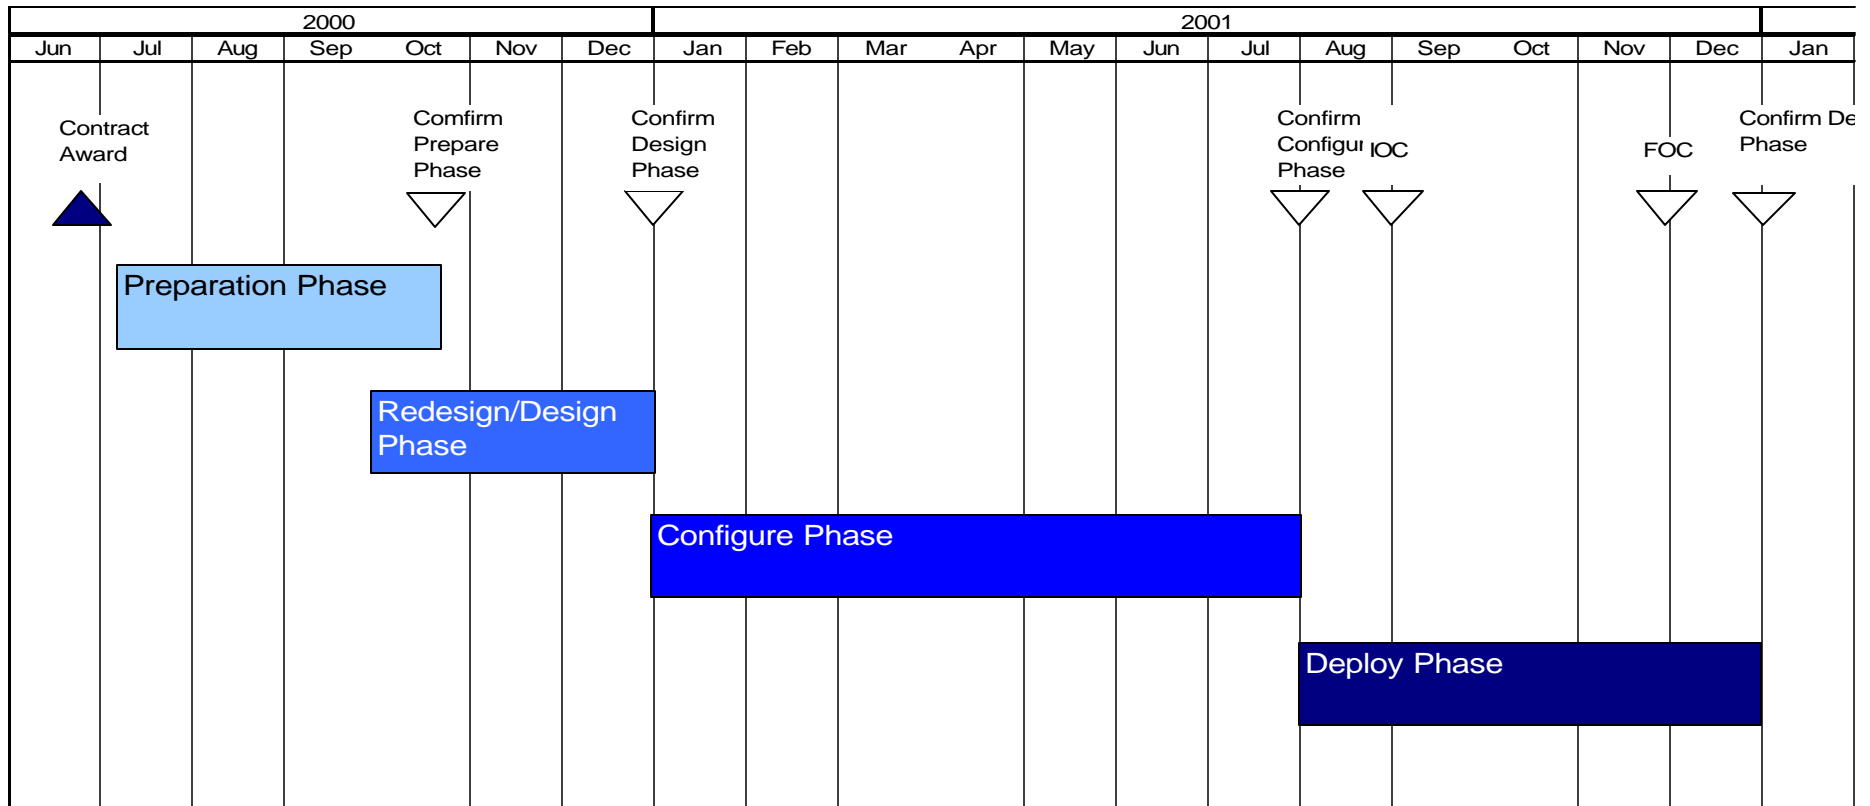 2000 2001
Jun Jul Aug Sep Oct Nov Dec Jan Feb Mar Apr May Jun Jul Aug Sep Oct Nov Dec Jan
Contract
Award
Comfirm
Prepare
Phase
Confirm
Design
Phase
Confirm
Configur
Phase
IOC
FOC
Confirm De
Phase
Preparation Phase
Redesign/Design
Phase
Configure Phase
Deploy Phase